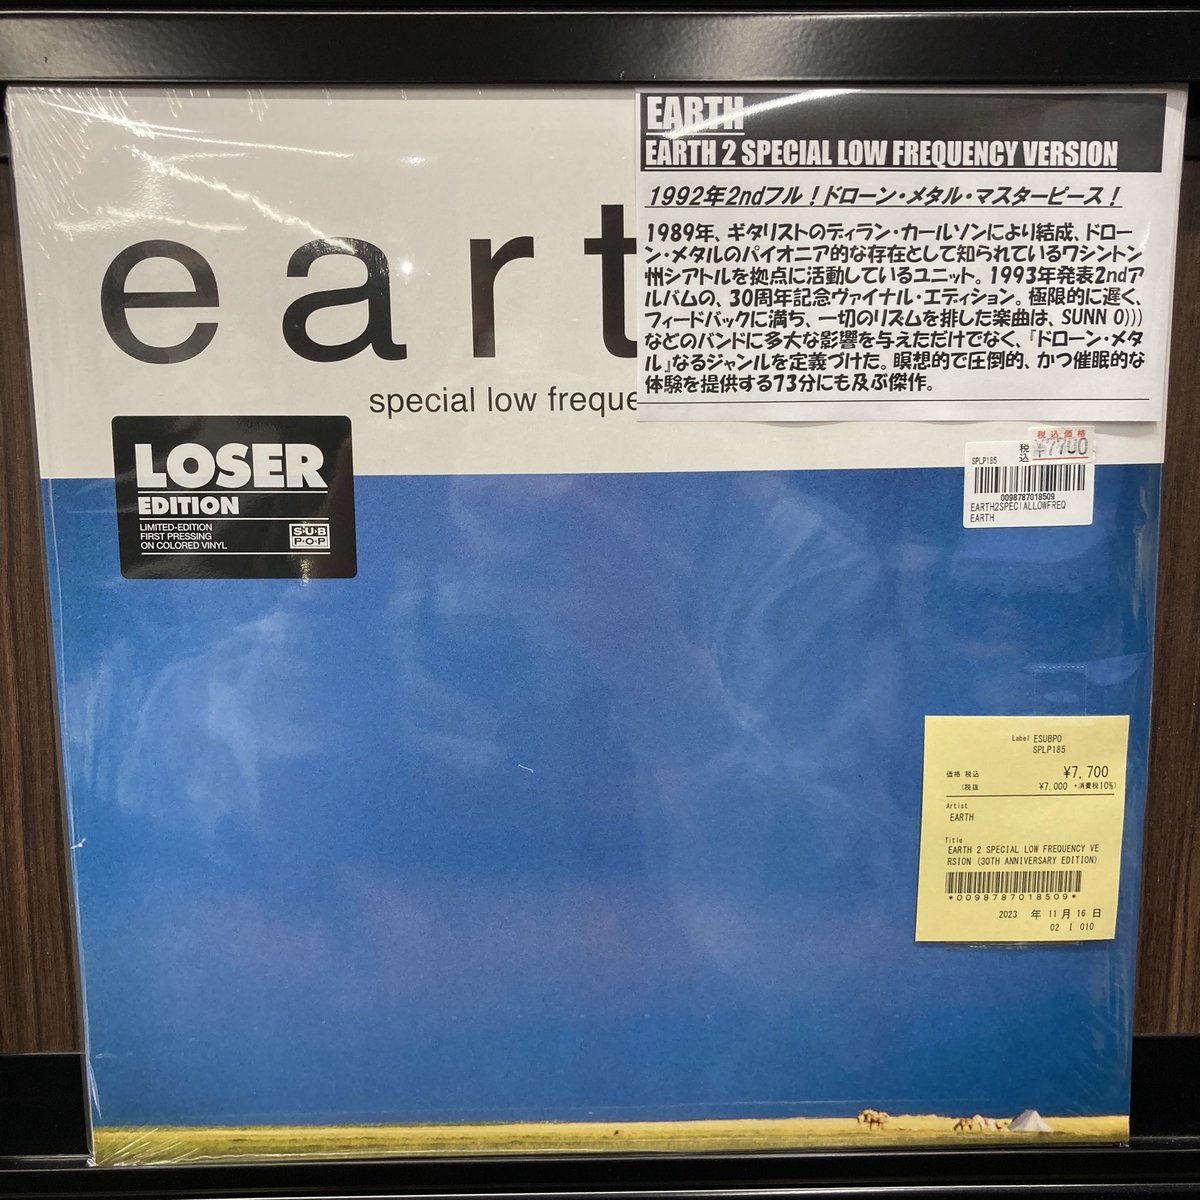 eart
special low freque
EARTH
EARTH 2 SPECIAL LOW FREQUENCY VERSION
1992年2ndフル！ドローン・メタル・マスターピース！
1989年、ギタリストのディラン・カールソンにより結成、ドロー
ン・メタルのパイオニア的な存在として知られているワシントン
州シアトルを拠点に活動しているユニット。1993年発表2ndア
ルバムの、30周年記念ヴァイナル・エディション。極限的に遅く、
フィードバックに満ち、一切のリズムを排した楽曲は、SUNN O)))
などのバンドに多大な影響を与えただけでなく、『ドローン・メタ
ル』なるジャンルを定義づけた。瞑想的で圧倒的、かつ催眠的な
体験を提供する73分にも及ぶ傑作。
LOSER
EDITION
LIMITED-EDITION
FIRST PRESSING
ON COLORED VINYL
SUB
POP
税込価格
税込 ¥7700
SPLP185
0098787018509
EARTH2SPECIALLOWFREQ
EARTH
Label ESUBPO
SPLP185
価格 税込 ¥7,700
(税抜 ¥7,000 +消費税10%)
Artist
EARTH
Title
EARTH 2 SPECIAL LOW FREQUENCY VE
RSION (30TH ANNIVERSARY EDITION)
*0098787018509*
2023 年 11月 16日
02 I 010